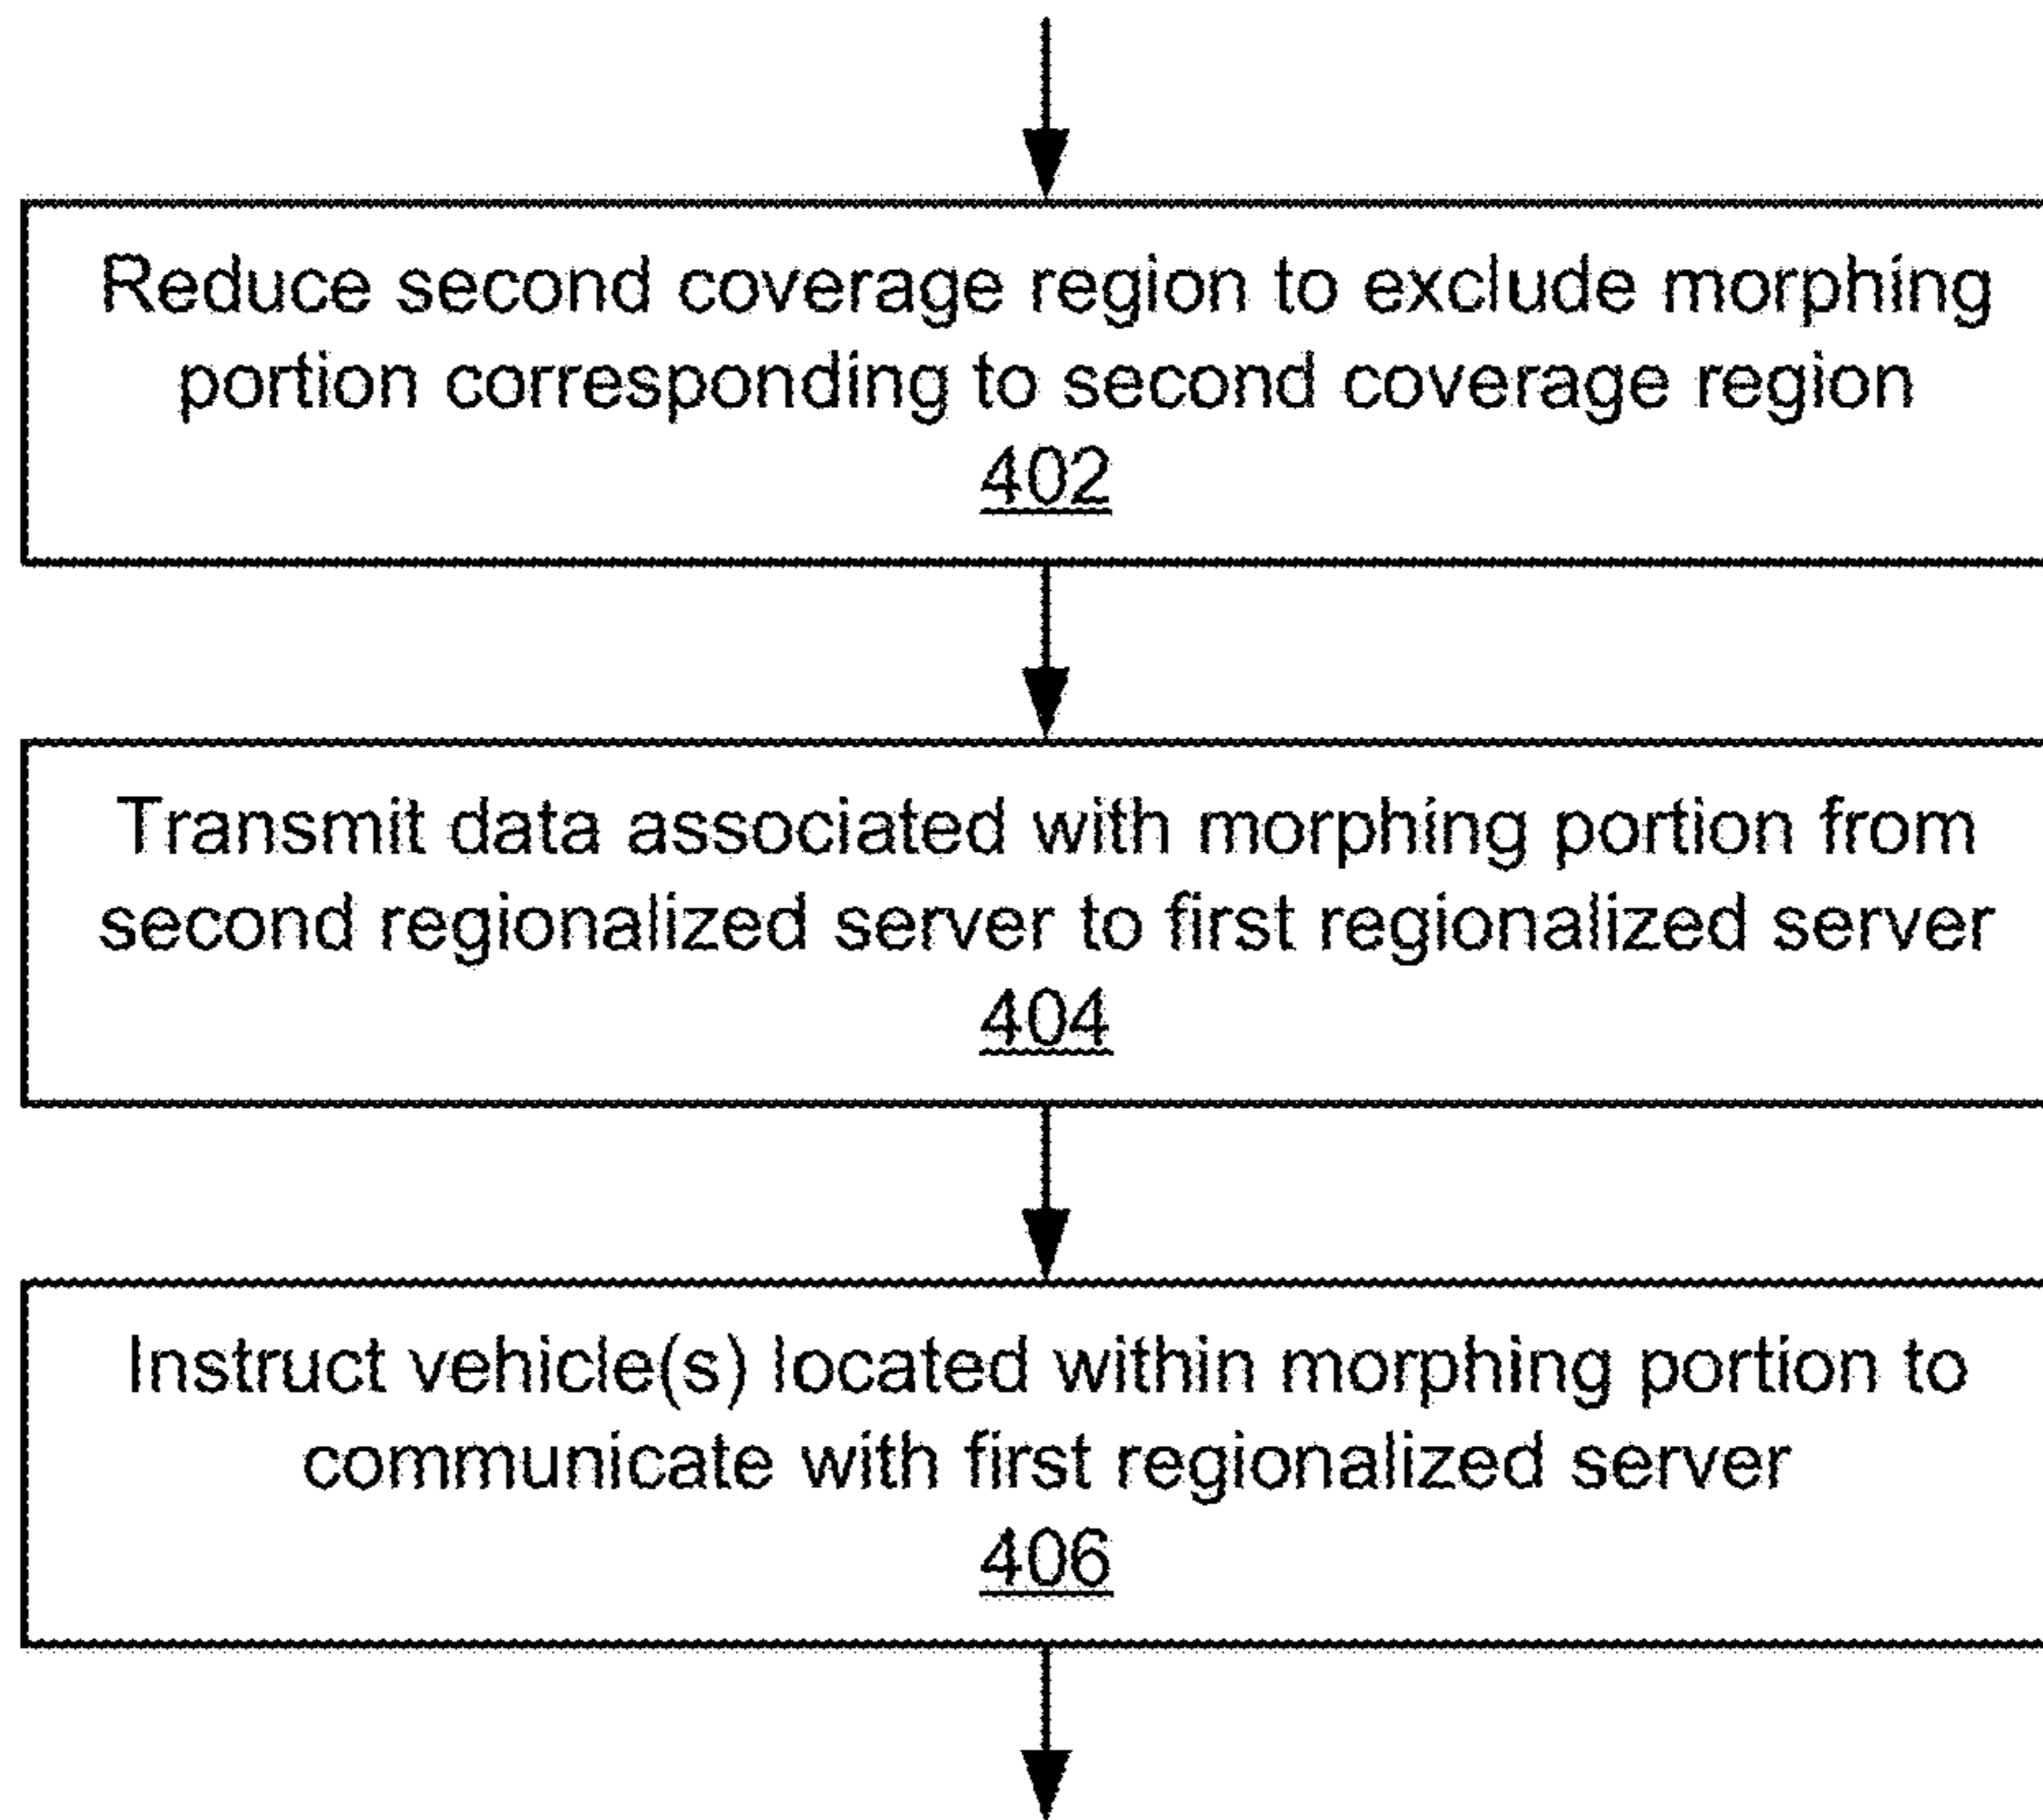 Reduce second coverage region to exclude morphing
portion corresponding to second coverage region
402
Transmit data associated with morphing portion from
second regionalized server to first regionalized server
404
Instruct vehicle(s) located within morphing portion to
communicate with first regionalized server
406